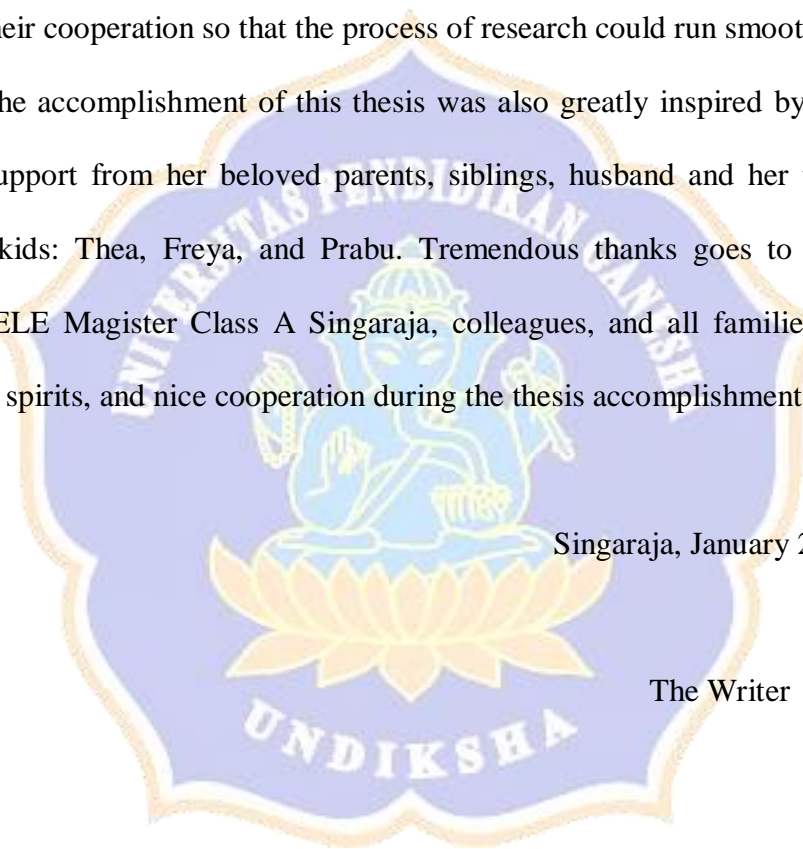 heir cooperation so that the process of research could run smoot
he accomplishment of this thesis was also greatly inspired by
upport from her beloved parents, siblings, husband and her
kids: Thea, Freya, and Prabu. Tremendous thanks goes to
ELE Magister Class A Singaraja, colleagues, and all familie
spirits, and nice cooperation during the thesis accomplishment
Singaraja, January 2
The Writer
UNIVERSITAS PENDIDIKAN GANESHA
UNDIKSHA